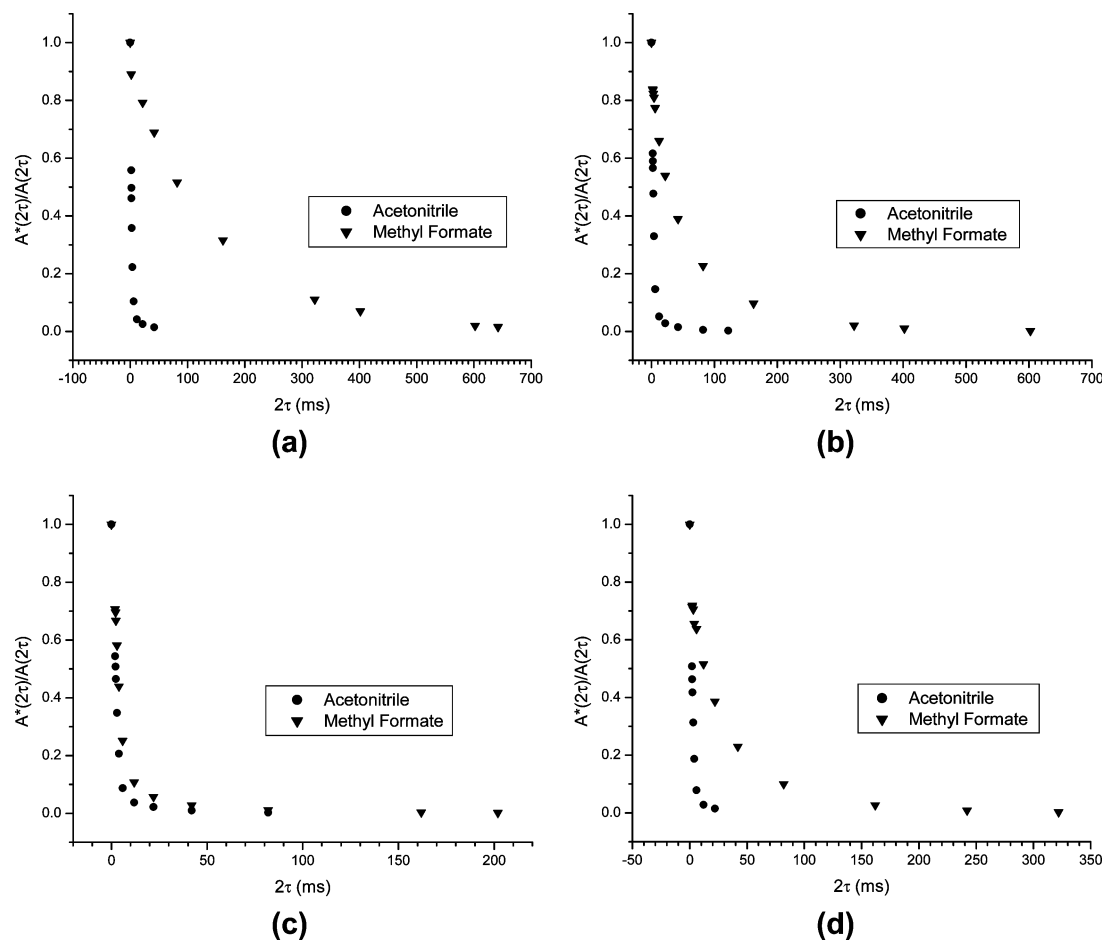 1.0
0.8
0.6
0.4
0.2
0.0
A*(2τ)/A(2τ)
Acetonitrile
Methyl Formate
-100 0 100 200 300 400 500 600 700
2τ (ms)
(a)
1.0
0.8
0.6
0.4
0.2
0.0
A*(2τ)/A(2τ)
Acetonitrile
Methyl Formate
0 100 200 300 400 500 600 700
2τ (ms)
(b)
1.0
0.8
0.6
0.4
0.2
0.0
A*(2τ)/A(2τ)
Acetonitrile
Methyl Formate
0 50 100 150 200
2τ (ms)
(c)
1.0
0.8
0.6
0.4
0.2
0.0
A*(2τ)/A(2τ)
Acetonitrile
Methyl Formate
-50 0 50 100 150 200 250 300 350
2τ (ms)
(d)